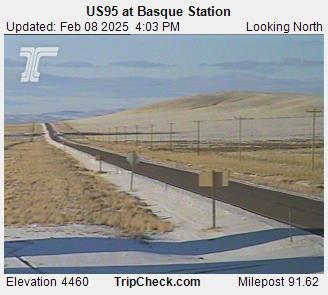 US95 at Basque Station
Updated: Feb 08 2025 4:03 PM Looking North
Elevation 4460 TripCheck.com Milepost 91.62